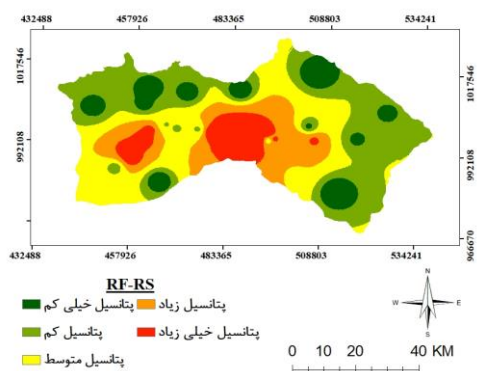 432488 457926 483365 508803 534241
1017546 1017546
992108 992108
966670
432488 457926 483365 508803 534241
RF-RS
پتانسیل خیلی کم پتانسیل زیاد
پتانسیل کم پتانسیل خیلی زیاد
پتانسیل متوسط
N
W E
S
0 10 20 40 KM